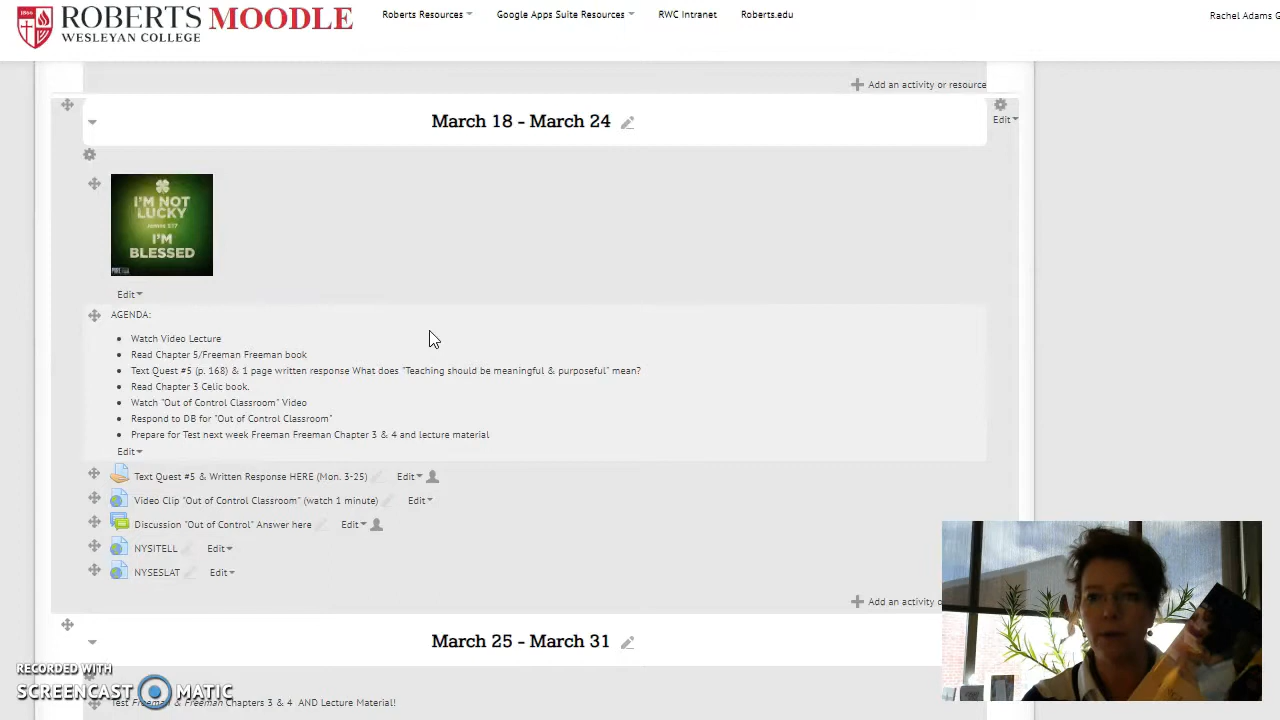 1866
ROBERTS MOODLE
WESLEYAN COLLEGE
Roberts Resources
Google Apps Suite Resources
RWC Intranet
Roberts.edu
Rachel Adams G
Add an activity or resource
March 18 - March 24
Edit
I'M NOT
LUCKY
James 1:17
I'M
BLESSED
Edit
AGENDA:
Watch Video Lecture
Read Chapter 5/Freeman Freeman book
Text Quest #5 (p. 168) & 1 page written response What does "Teaching should be meaningful & purposeful" mean?
Read Chapter 3 Celic book.
Watch "Out of Control Classroom" Video
Respond to DB for "Out of Control Classroom"
Prepare for Test next week Freeman Freeman Chapter 3 & 4 and lecture material
Edit
Text Quest #5 & Written Response HERE (Mon. 3-25) Edit
Video Clip "Out of Control Classroom" (watch 1 minute) Edit
Discussion "Out of Control" Answer here Edit
NYSITELL Edit
NYSESLAT Edit
Add an activity o
March 25 - March 31
RECORDED WITH
SCREENCAST MATIC
Test Freeman & Freeman Chapters 3 & 4 AND Lecture Material!